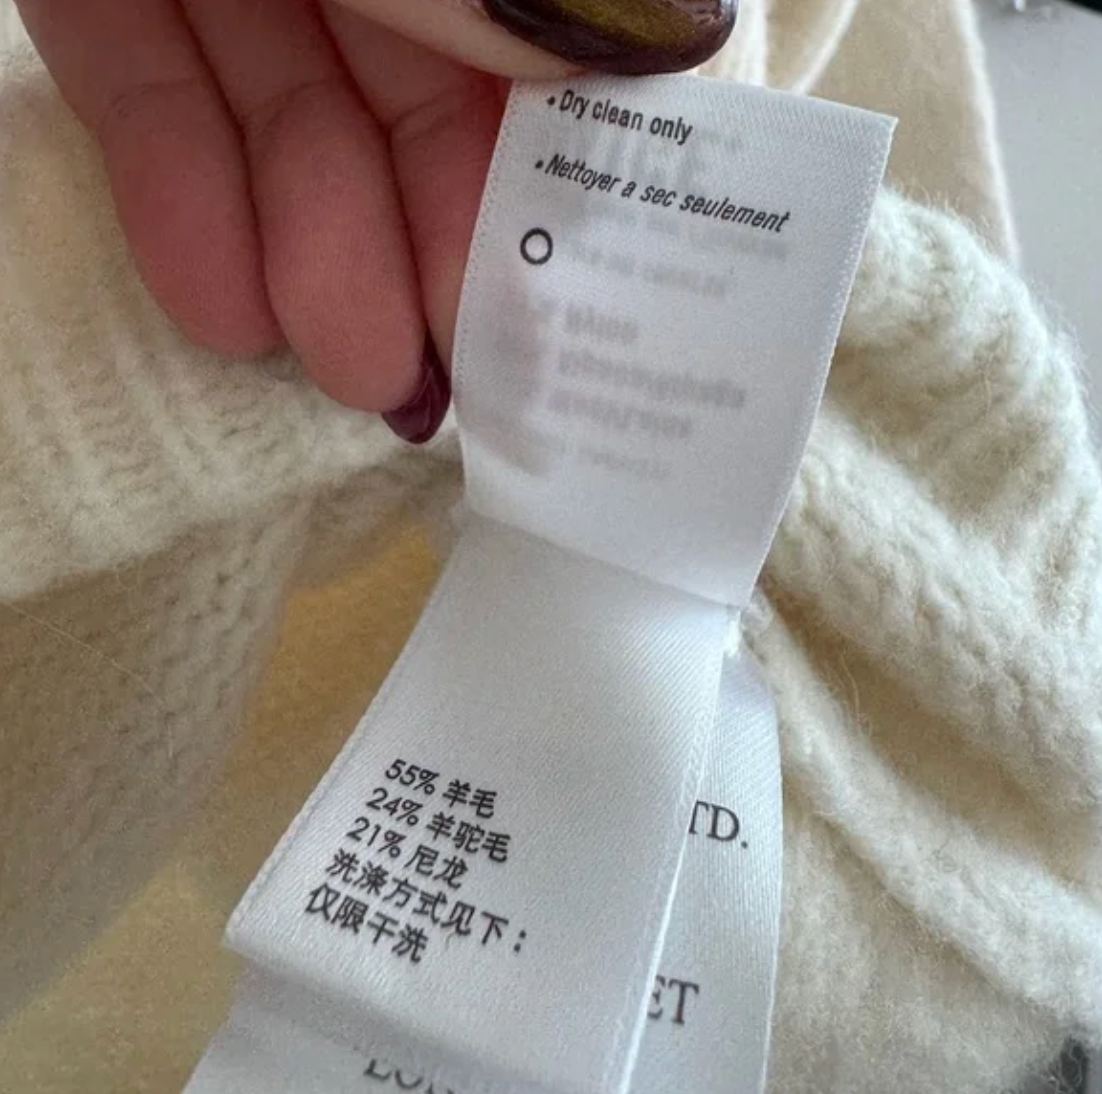 • Dry clean only
• Nettoyer a sec seulement
55% 羊毛
24% 羊驼毛
21% 尼龙
洗涤方式见下：
仅限干洗
TD.
ET